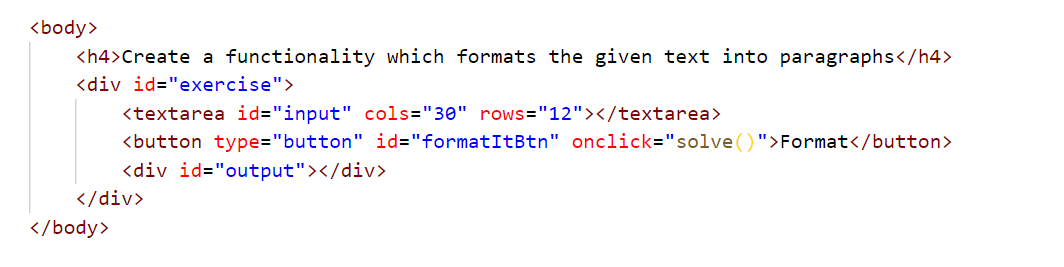 <body>
<h4>Create a functionality which formats the given text into paragraphs</h4>
<div id="exercise">
<textarea id="input" cols="30" rows="12"></textarea>
<button type="button" id="formatItBtn" onclick="solve()">Format</button>
<div id="output"></div>
</div>
</body>